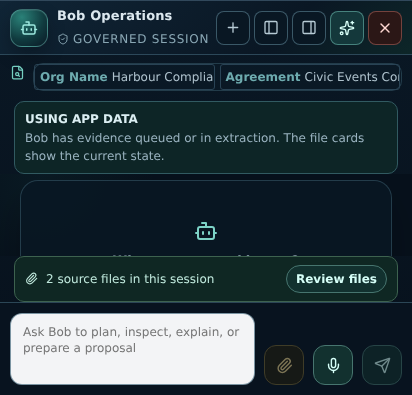 Bob Operations
GOVERNED SESSION
Org Name Harbour Complia
Agreement Civic Events Co
USING APP DATA
Bob has evidence queued or in extraction. The file cards
show the current state.
2 source files in this session
Review files
Ask Bob to plan, inspect, explain, or
prepare a proposal